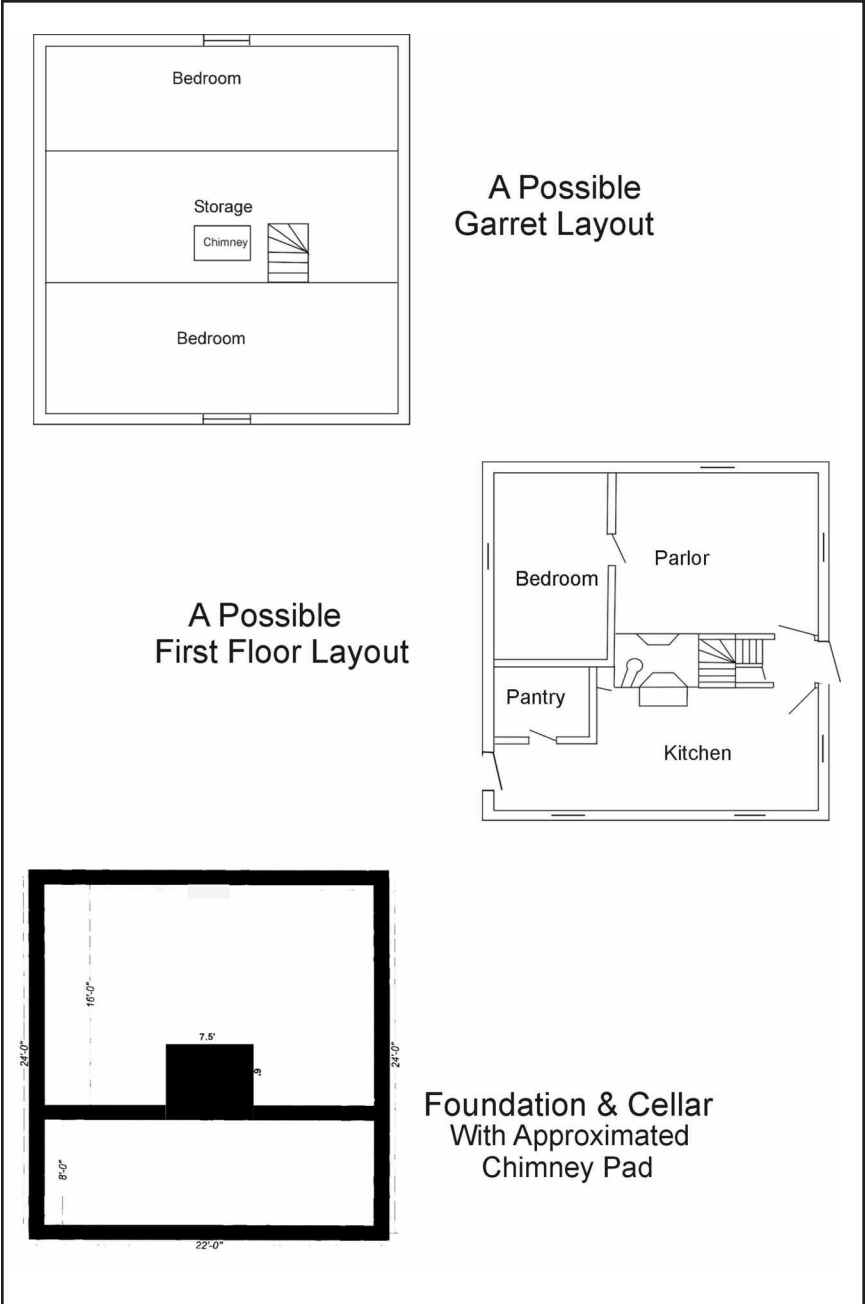 Bedroom
Storage
Chimney
Bedroom
A Possible
Garret Layout
Bedroom
Parlor
Pantry
Kitchen
A Possible
First Floor Layout
16'-0"
7.5'
6'
24'-0"
24'-0"
8'-0"
22'-0"
Foundation & Cellar
With Approximated
Chimney Pad